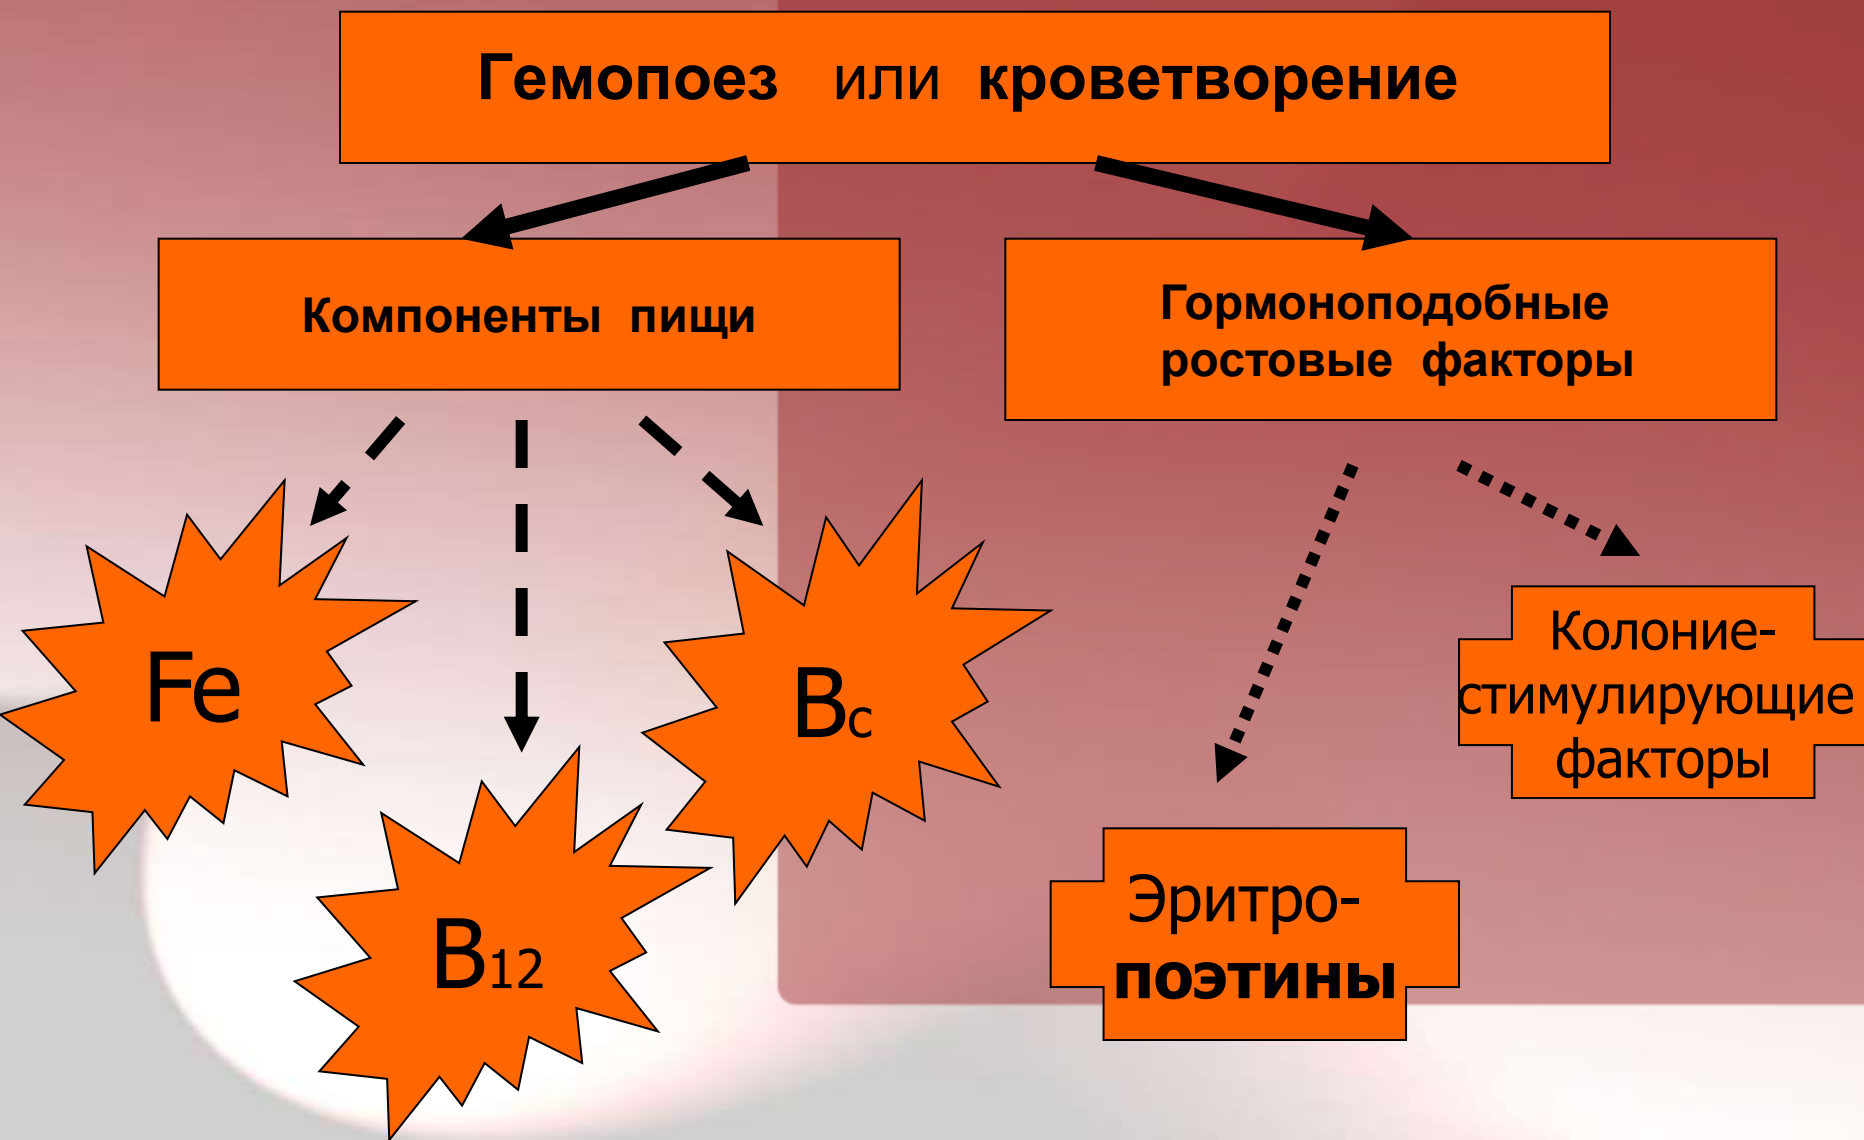 Гемопоез или кроветворение
Компоненты пищи
Гормоноподобные
ростовые факторы
Fe
B12
Bc
Эритро-
поэтины
Колоние-
стимулирующие
факторы